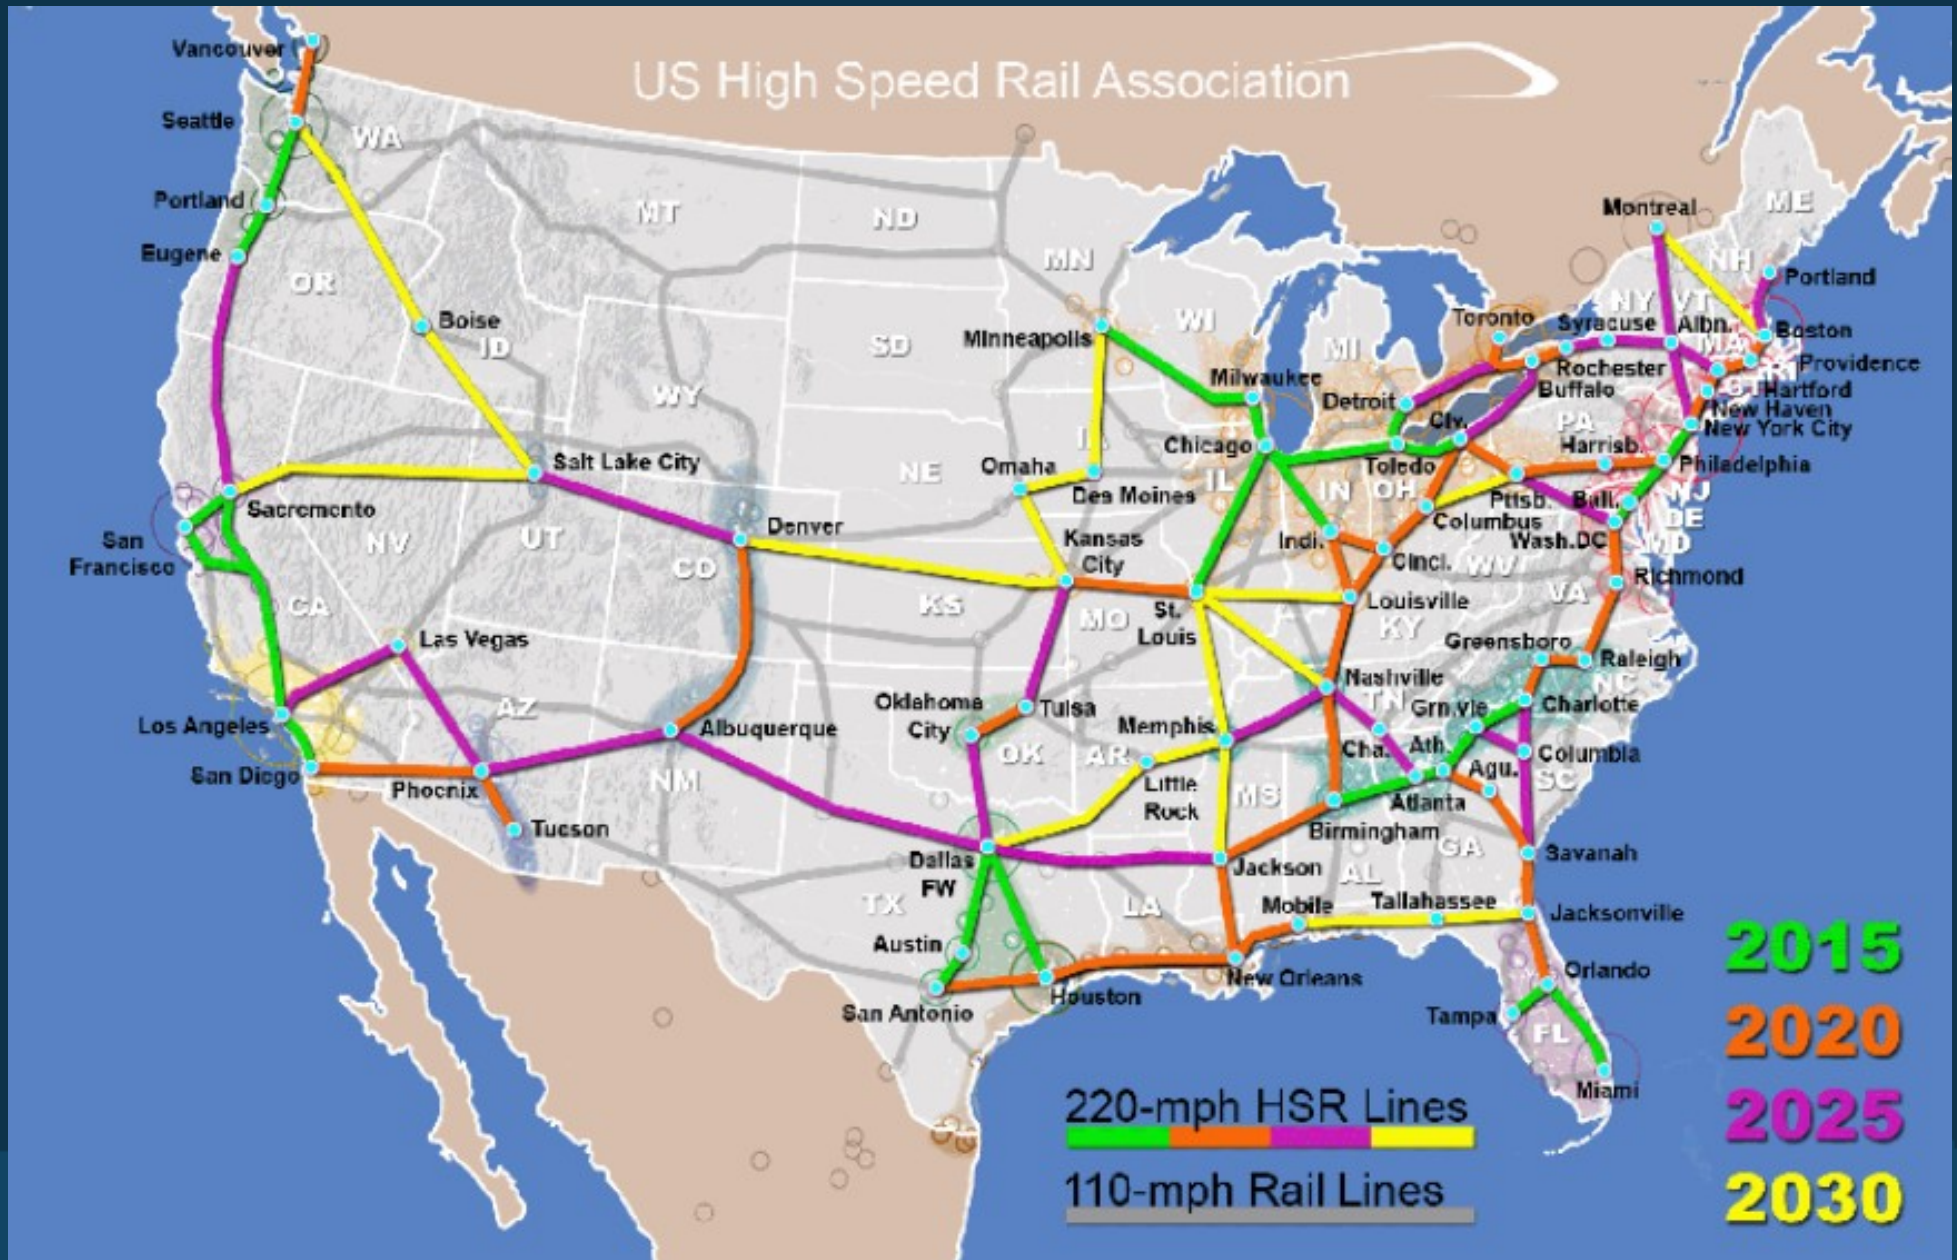 US High Speed Rail Association
Vancouver
Seattle
WA
Portland
Eugene
OR
MT
ND
MN
Montreal
ME
NH
Portland
Boise
ID
SD
Minneapolis
WI
MI
Toronto
Syracuse
NY
VT
Albn.
Boston
MA
Providence
RI
Rochester
Buffalo
CT
Hartford
New Haven
New York City
WY
Milwaukee
Detroit
Clv.
PA
Harrisb.
Philadelphia
Chicago
Toledo
Salt Lake City
NE
Omaha
IA
Des Moines
IL
IN
OH
Pttsb.
Balt.
NJ
DE
MD
Sacremento
San
Francisco
NV
UT
Denver
CO
Kansas
City
Indi.
Cinci.
Columbus
Wash.DC
WV
VA
Richmond
CA
KS
MO
St.
Louis
Louisville
KY
Greensboro
Raleigh
NC
Las Vegas
AZ
Los Angeles
San Diego
Phoenix
Tucson
Albuquerque
NM
Oklahoma
City
Tulsa
OK
AR
Memphis
Little
Rock
Nashville
TN
Grn.vle
Charlotte
Cha.
Ath.
Agu.
Columbia
SC
MS
Atlanta
Birmingham
GA
AL
Savanah
Dallas
FW
TX
Jackson
LA
Mobile
Tallahassee
Jacksonville
Austin
San Antonio
Houston
New Orleans
Orlando
Tampa
FL
Miami
220-mph HSR Lines
110-mph Rail Lines
2015
2020
2025
2030